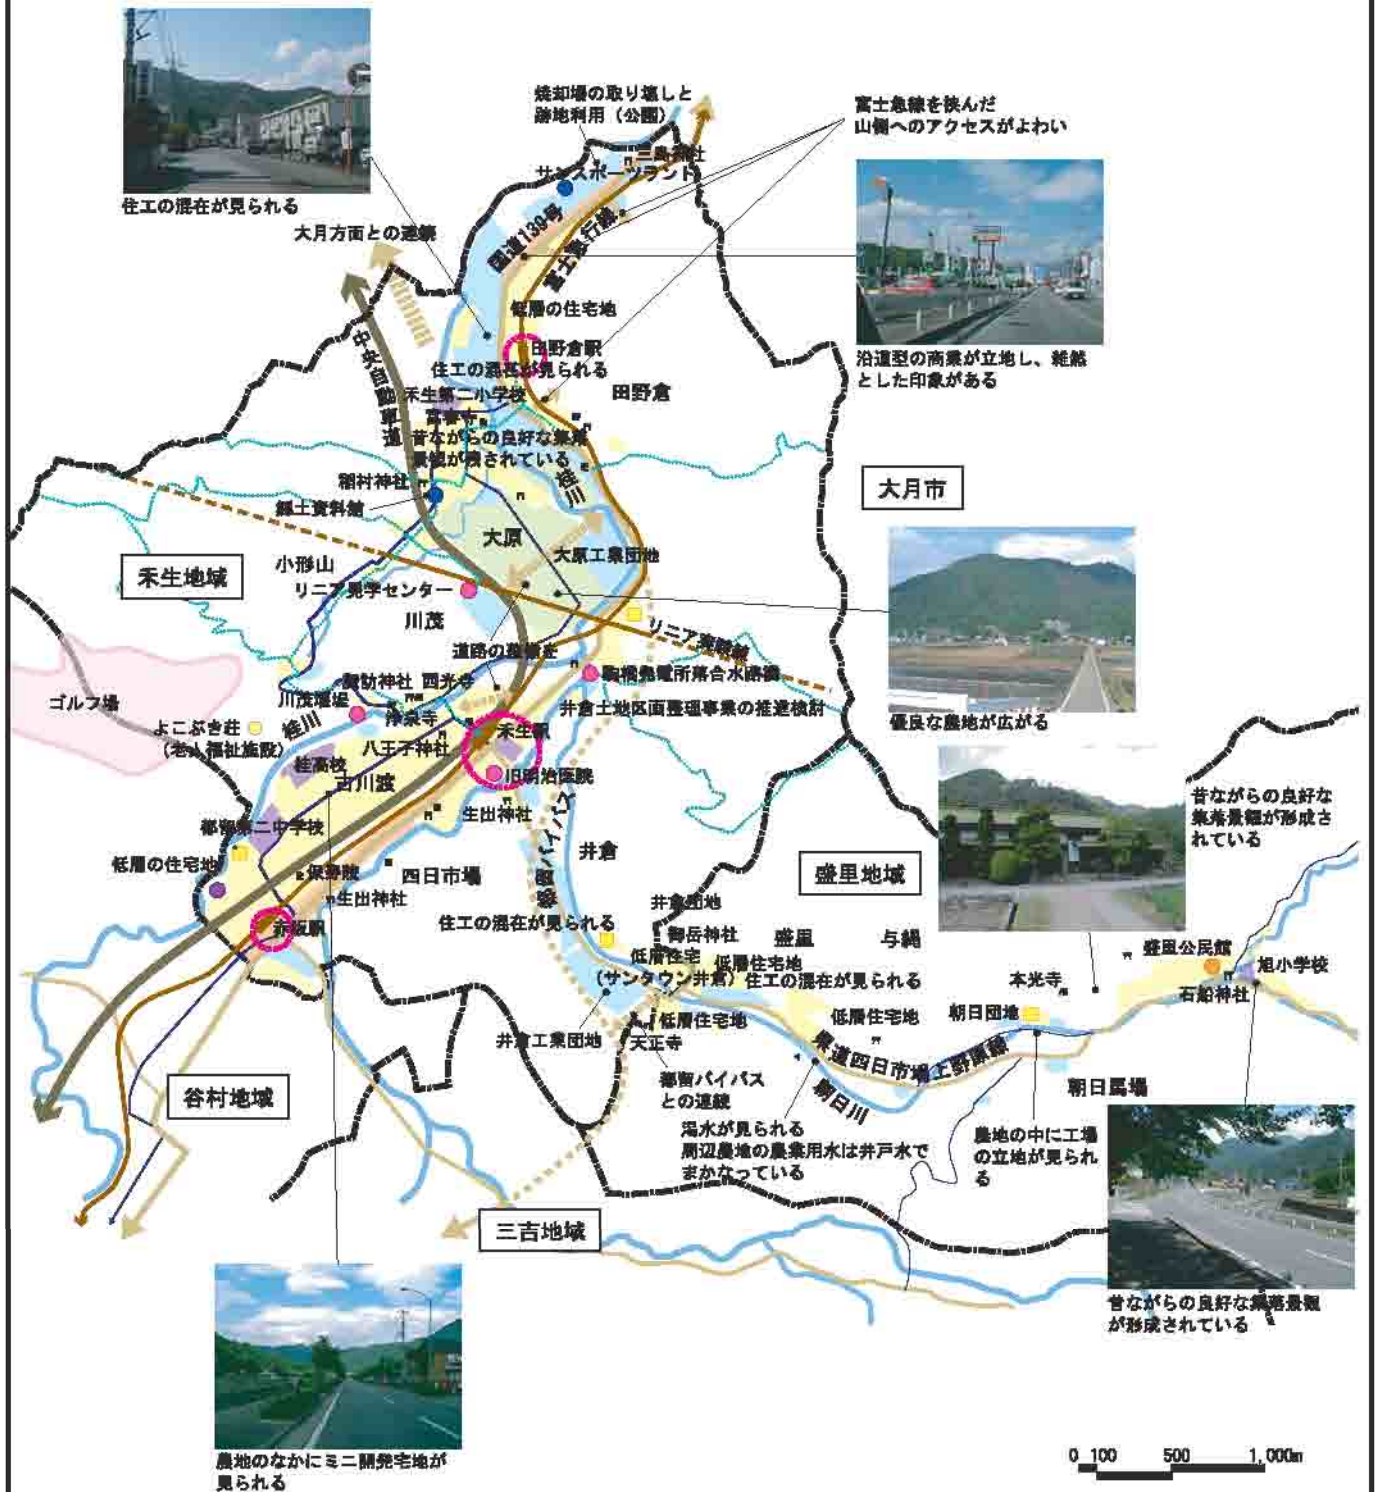 焼却場の取り壊しと
跡地利用（公園）
富士急線を挟んだ
山側へのアクセスがよわい
三島神社
サンスポーツランド
住工の混在が見られる
大月方面との連続
国道139号
富士急行線
低層の住宅地
沿道型の商業が立地し、雑然
とした印象がある
中央自動車道
田野倉駅
住工の混在が見られる
禾生第二小学校
田野倉
富春寺
昔ながらの良好な集落
景観が残されている
桂川
稲村神社
郷土資料館
大月市
大原
大原工業団地
禾生地域
小形山
リニア見学センター
川茂
リニア実験線
道路の整備を
駒橋発電所落合水路橋
優良な農地が広がる
ゴルフ場
諏訪神社
西光寺
川茂堰堤
浄泉寺
井倉土地区画整理事業の推進検討
よこぶき荘
（老人福祉施設）
桂川
八王子神社
禾生駅
桂高校
古川渡
旧明治医院
昔ながらの良好な
集落景観が形成さ
れている
都留第二中学校
生出神社
都留バイパス
井倉
低層の住宅地
保寿院
四日市場
盛里地域
生出神社
赤坂駅
住工の混在が見られる
井倉団地
御岳神社
盛里
与縄
低層住宅
（サンタウン井倉）
低層住宅地
住工の混在が見られる
盛里公民館
旭小学校
石船神社
本光寺
朝日団地
低層住宅地
低層住宅地
井倉工業団地
天正寺
県道四日市場上野原線
朝日川
朝日馬場
谷村地域
都留バイパス
との連続
渇水が見られる
周辺農地の農業用水は井戸水で
まかなっている
農地の中に工場
の立地が見られ
る
三吉地域
昔ながらの良好な集落景観
が形成されている
農地のなかにミニ開発宅地が
見られる
0 100 500 1,000m